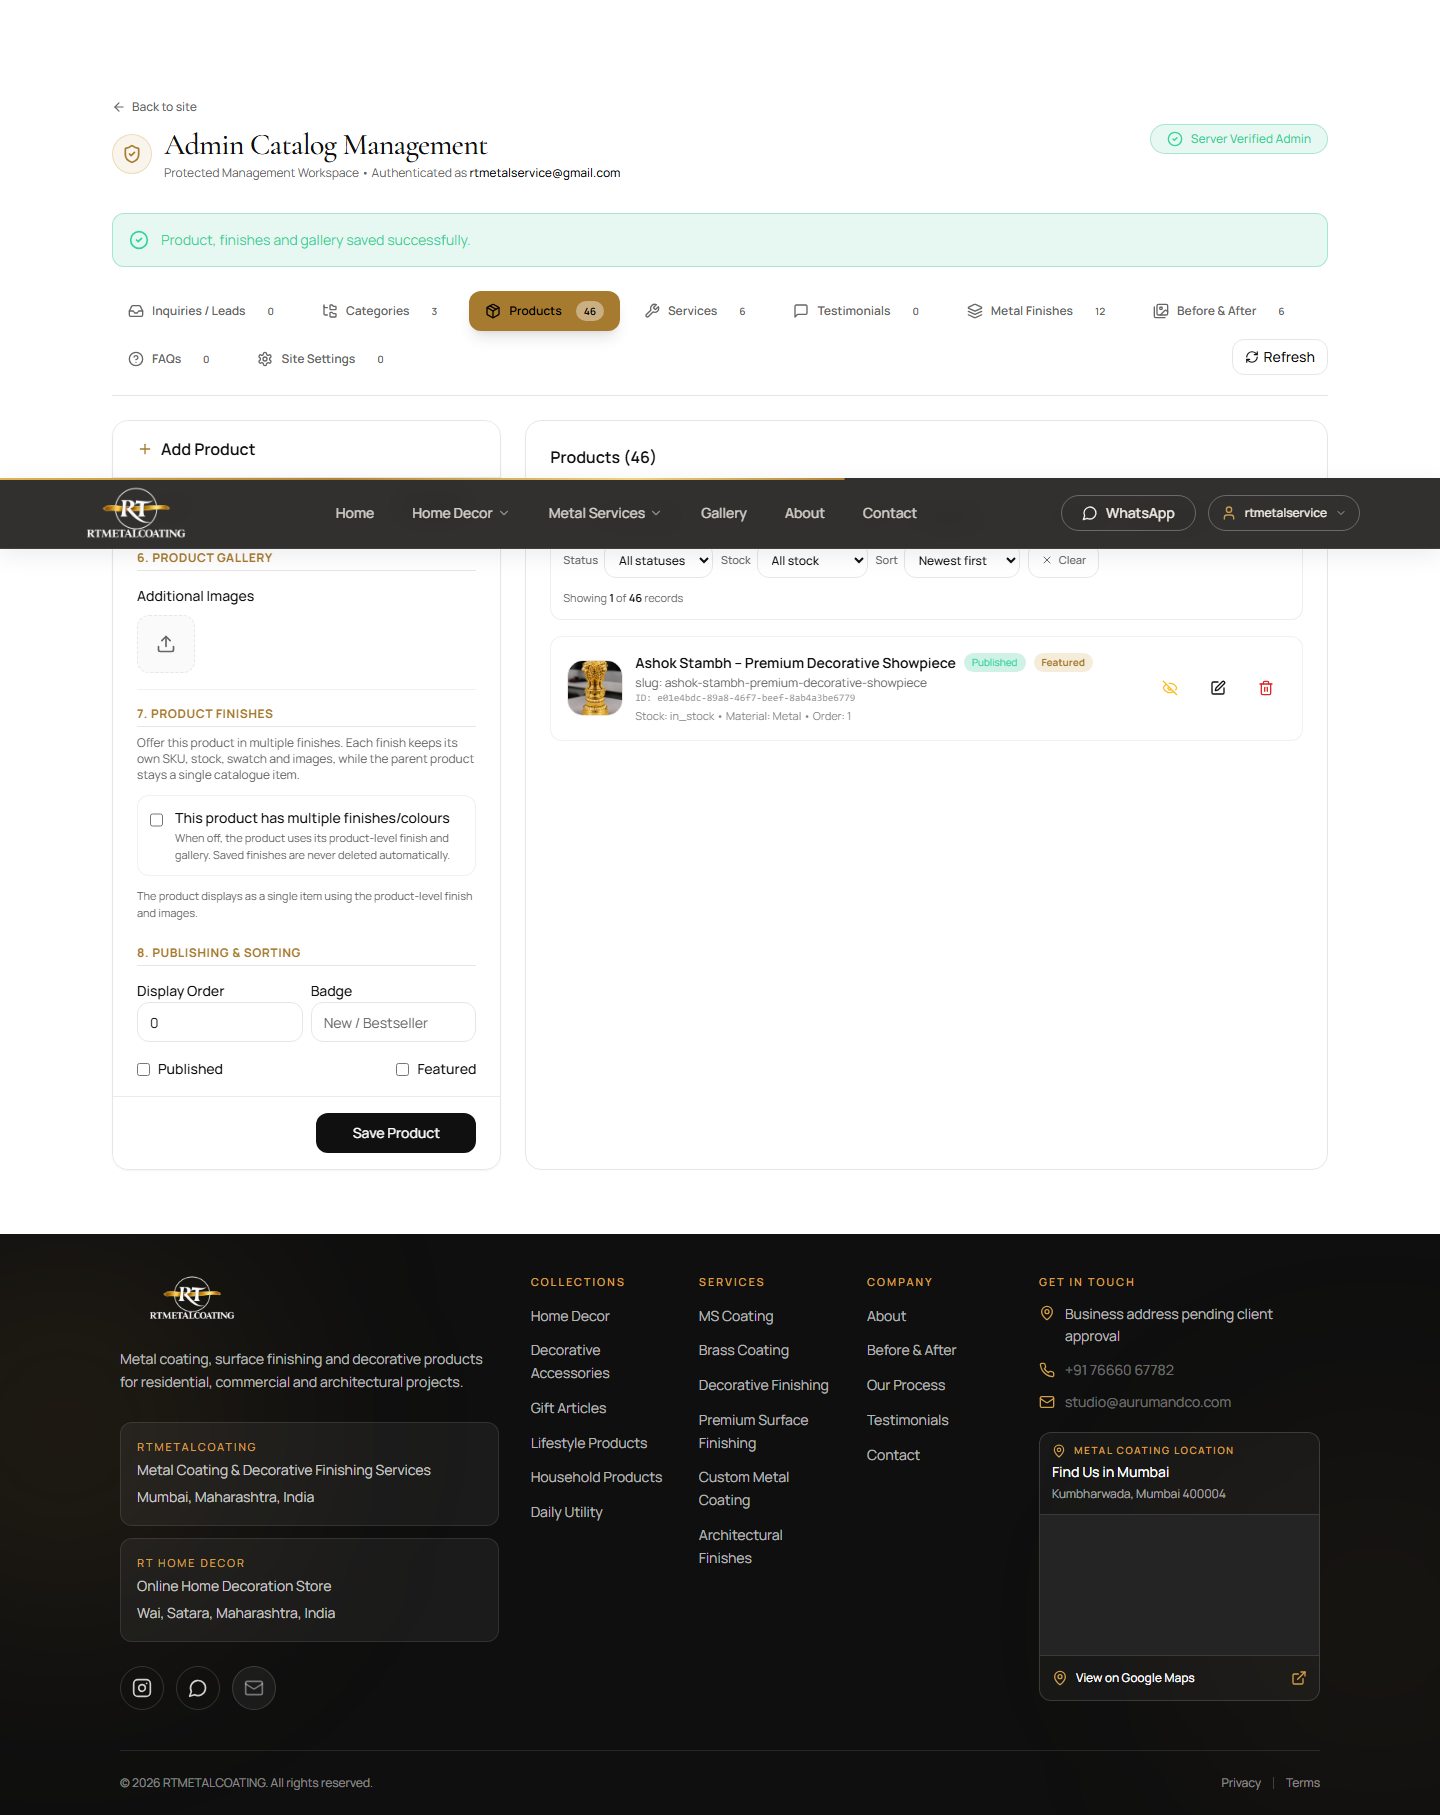 Back to site
Admin Catalog Management
Protected Management Workspace • Authenticated as rtmetalservice@gmail.com
Server Verified Admin
Product, finishes and gallery saved successfully.
Inquiries / Leads 0
Categories 3
Products 46
Services 6
Testimonials 0
Metal Finishes 12
Before & After 6
FAQs 0
Site Settings 0
Refresh
Add Product
Products (46)
RT
RTMETALCOATING
Home
Home Decor
Metal Services
Gallery
About
Contact
WhatsApp
rtmetalservice
6. PRODUCT GALLERY
Additional Images
7. PRODUCT FINISHES
Offer this product in multiple finishes. Each finish keeps its
own SKU, stock, swatch and images, while the parent product
stays a single catalogue item.
This product has multiple finishes/colours
When off, the product uses its product-level finish and
gallery. Saved finishes are never deleted automatically.
The product displays as a single item using the product-level finish
and images.
8. PUBLISHING & SORTING
Display Order
Badge
0
New / Bestseller
Published
Featured
Save Product
Status All statuses Stock All stock Sort Newest first Clear
Showing 1 of 46 records
Ashok Stambh – Premium Decorative Showpiece Published Featured
slug: ashok-stambh-premium-decorative-showpiece
ID: e01e4bdc-89a8-46f7-beef-8ab4a3be6779
Stock: in_stock • Material: Metal • Order: 1
RT
RTMETALCOATING
Metal coating, surface finishing and decorative products
for residential, commercial and architectural projects.
RTMETALCOATING
Metal Coating & Decorative Finishing Services
Mumbai, Maharashtra, India
RT HOME DECOR
Online Home Decoration Store
Wai, Satara, Maharashtra, India
COLLECTIONS
Home Decor
Decorative
Accessories
Gift Articles
Lifestyle Products
Household Products
Daily Utility
SERVICES
MS Coating
Brass Coating
Decorative Finishing
Premium Surface
Finishing
Custom Metal
Coating
Architectural
Finishes
COMPANY
About
Before & After
Our Process
Testimonials
Contact
GET IN TOUCH
Business address pending client
approval
+91 76660 67782
studio@aurumandco.com
METAL COATING LOCATION
Find Us in Mumbai
Kumbharwada, Mumbai 400004
View on Google Maps
© 2026 RTMETALCOATING. All rights reserved.
Privacy
Terms